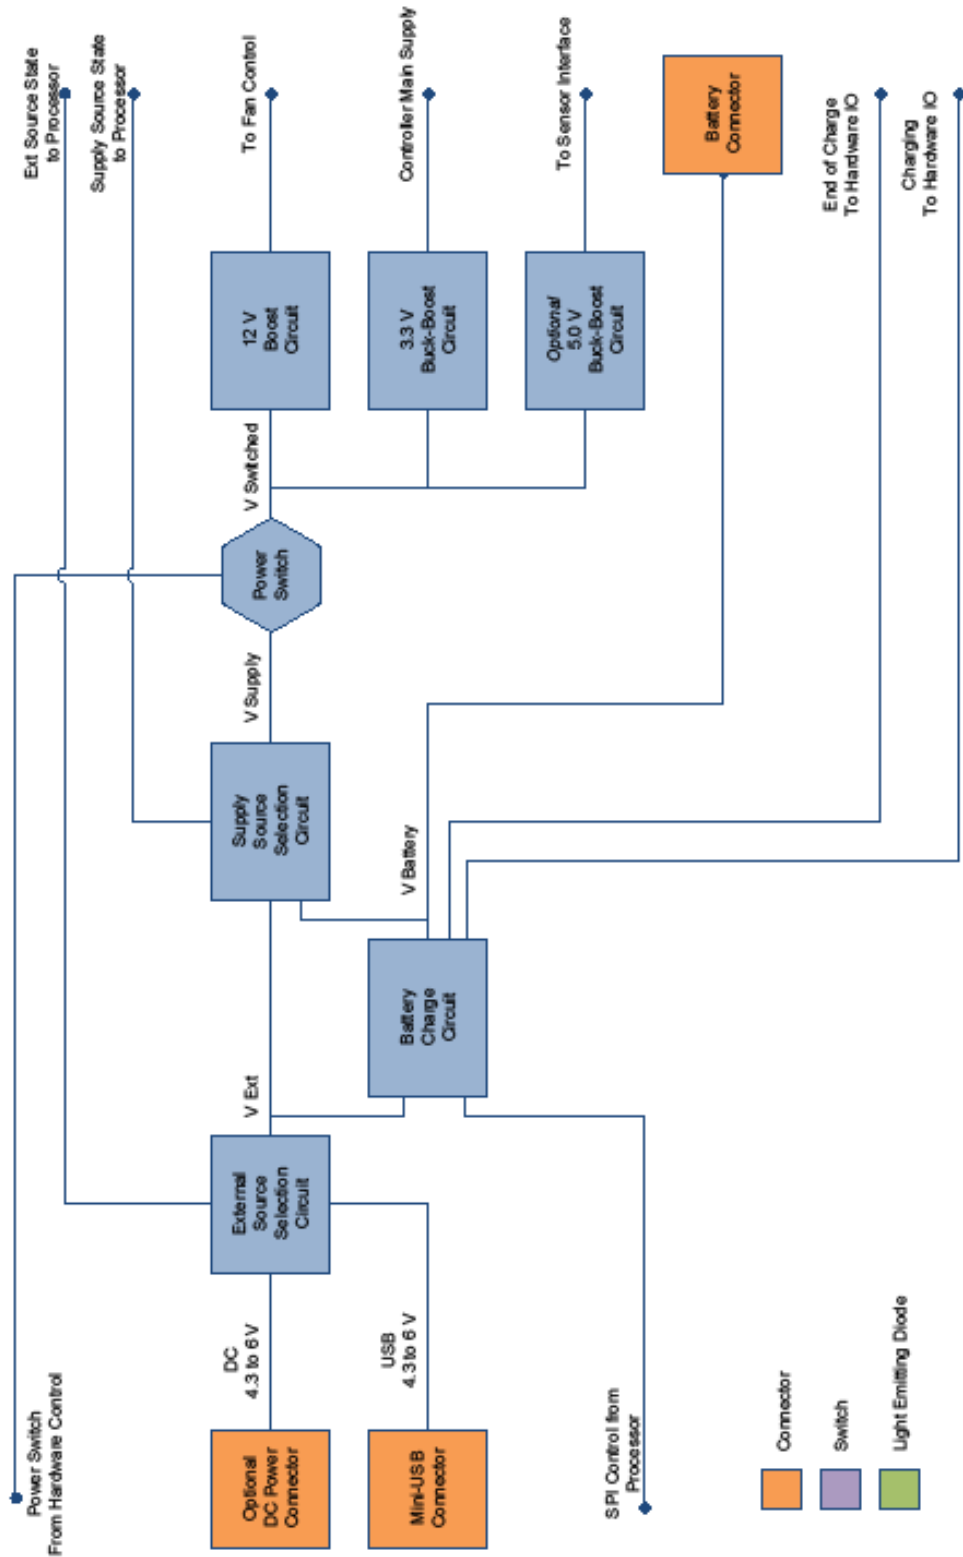 Power Switch
From Hardware Control
Ext Source State
to Processor
Supply Source State
to Processor
Optional
DC Power
Connector
DC
4.3 to 6 V
External
Source
Selection
Circuit
V Ext
Supply
Source
Selection
Circuit
V Supply
Power
Switch
V Switched
12 V
Boost
Circuit
To Fan Control
Mini-USB
Connector
USB
4.3 to 6 V
Battery
Charge
Circuit
V Battery
3.3 V
Buck-Boost
Circuit
Controller Main Supply
Optional
5.0 V
Buck-Boost
Circuit
To Sensor Interface
SPI Control from
Processor
Battery
Connector
Connector
Switch
Light Emitting Diode
End of Charge
To Hardware IO
Charging
To Hardware IO